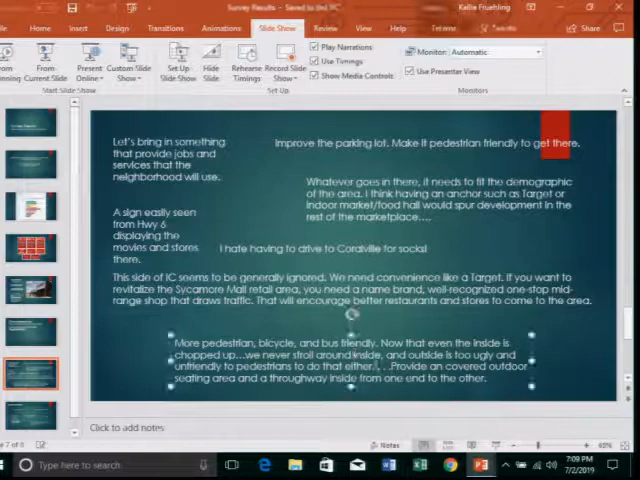 Survey Results - Saved to this PC
Kallie Fruehling
Home
Insert
Design
Transitions
Animations
Slide Show
Review
View
Help
Share
From
Current Slide
Present
Online
Custom Slide
Show
Set Up
Slide Show
Hide
Slide
Rehearse
Timings
Record Slide
Show
Play Narrations
Use Timings
Show Media Controls
Monitor:
Automatic
Use Presenter View
Start Slide Show
Set Up
Monitors
Let's bring in something
that provide jobs and
services that the
neighborhood will use.
Improve the parking lot. Make it pedestrian friendly to get there.
Whatever goes in there, it needs to fit the demographic
of the area. I think having an anchor such as Target or
indoor market/food hall would spur development in the
rest of the marketplace….
A sign easily seen
from Hwy 6
displaying the
movies and stores
there.
I hate having to drive to Coralville for social
This side of IC seems to be generally ignored. We need convenience like a Target. If you want to
revitalize the Sycamore Mall retail area, you need a name brand, well-recognized one-stop mid-
range shop that draws traffic. That will encourage better restaurants and stores to come to the area.
More pedestrian, bicycle, and bus friendly. Now that even the inside is
chopped up…we never stroll around inside, and outside is too ugly and
unfriendly to pedestrians to do that either. . . .Provide an covered outdoor
seating area and a throughway inside from one end to the other.
Click to add notes
7 of 8
Notes
65%
Type here to search
7:09 PM
7/2/2019